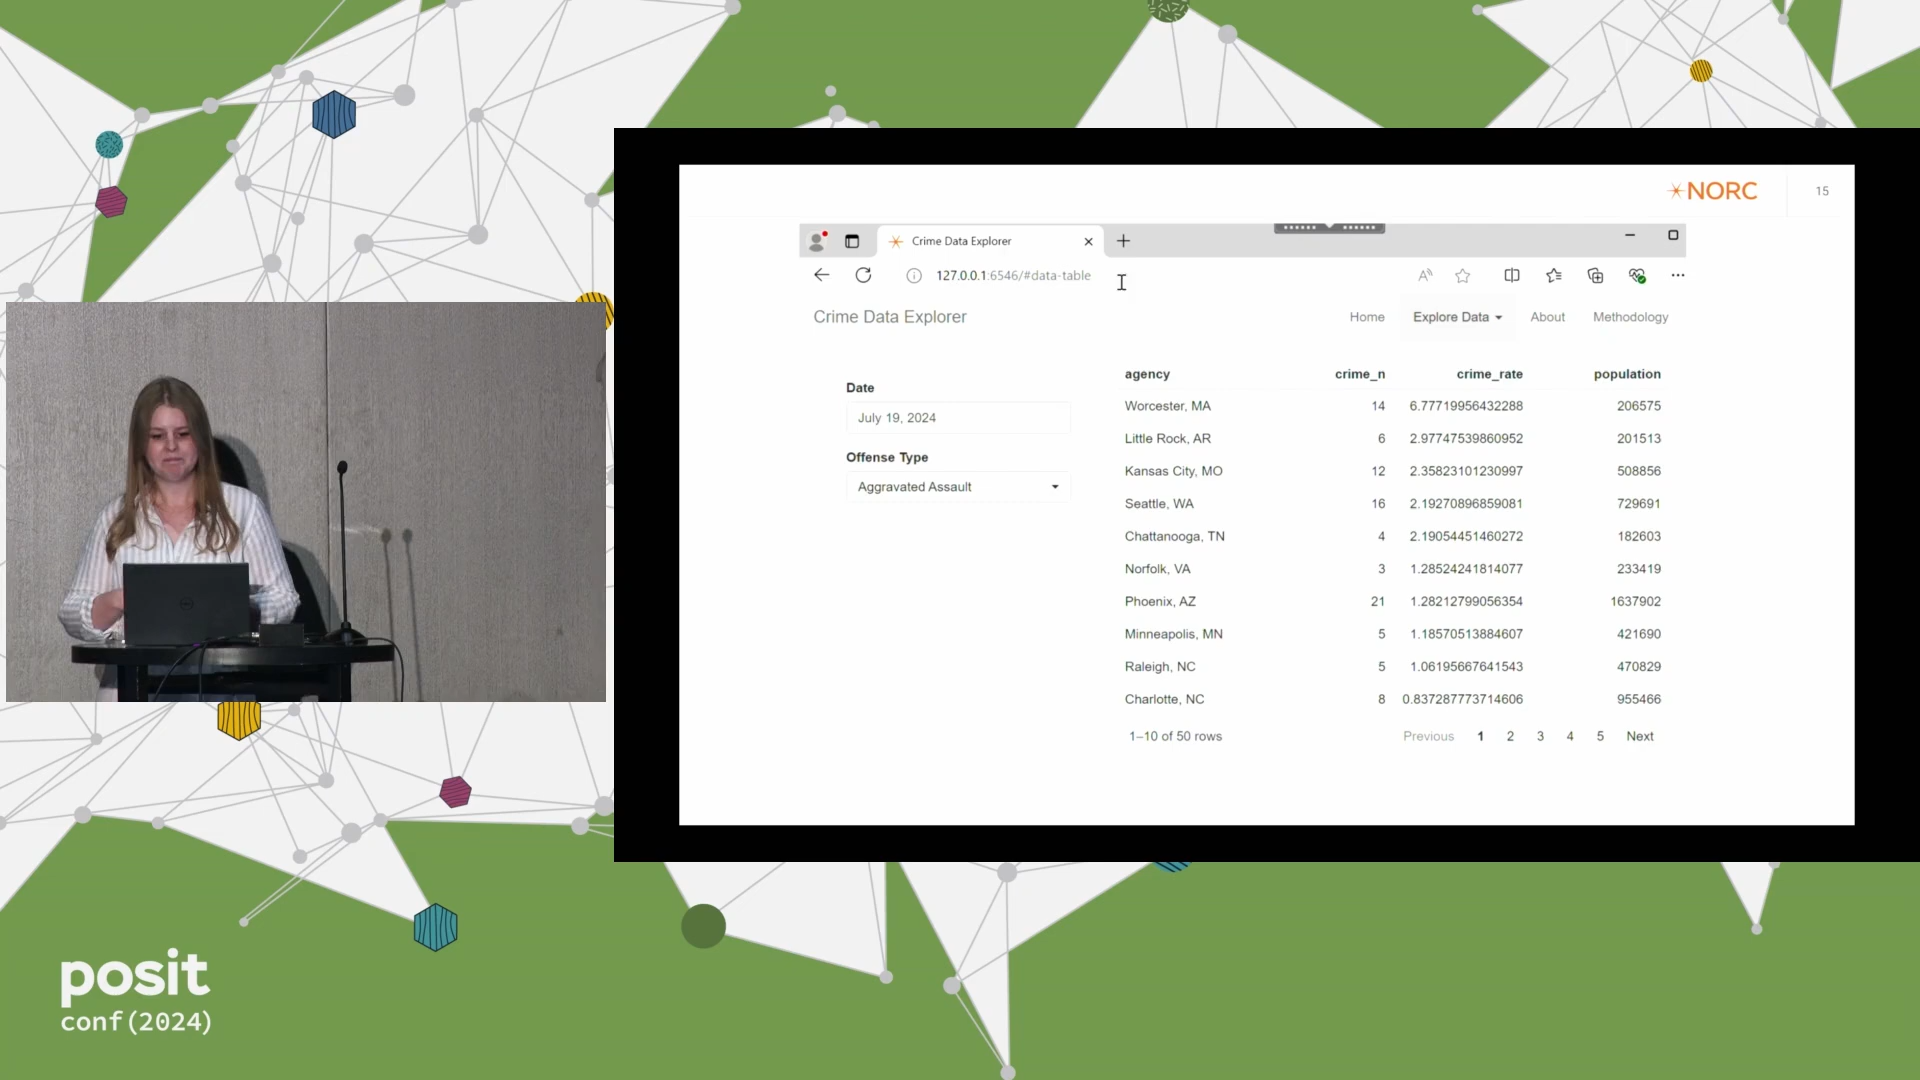 NORC 15
Crime Data Explorer
127.0.0.1:6546/#data-table
Crime Data Explorer Home Explore Data About Methodology
Date
July 19, 2024
Offense Type
Aggravated Assault
agency crime_n crime_rate population
Worcester, MA 14 6.77719956432288 206575
Little Rock, AR 6 2.97747539860952 201513
Kansas City, MO 12 2.35823101230997 508856
Seattle, WA 16 2.19270896859081 729691
Chattanooga, TN 4 2.19054451460272 182603
Norfolk, VA 3 1.28524241814077 233419
Phoenix, AZ 21 1.28212799056354 1637902
Minneapolis, MN 5 1.18570513884607 421690
Raleigh, NC 5 1.06195667641543 470829
Charlotte, NC 8 0.837287773714606 955466
1–10 of 50 rows Previous 1 2 3 4 5 Next
posit
conf(2024)